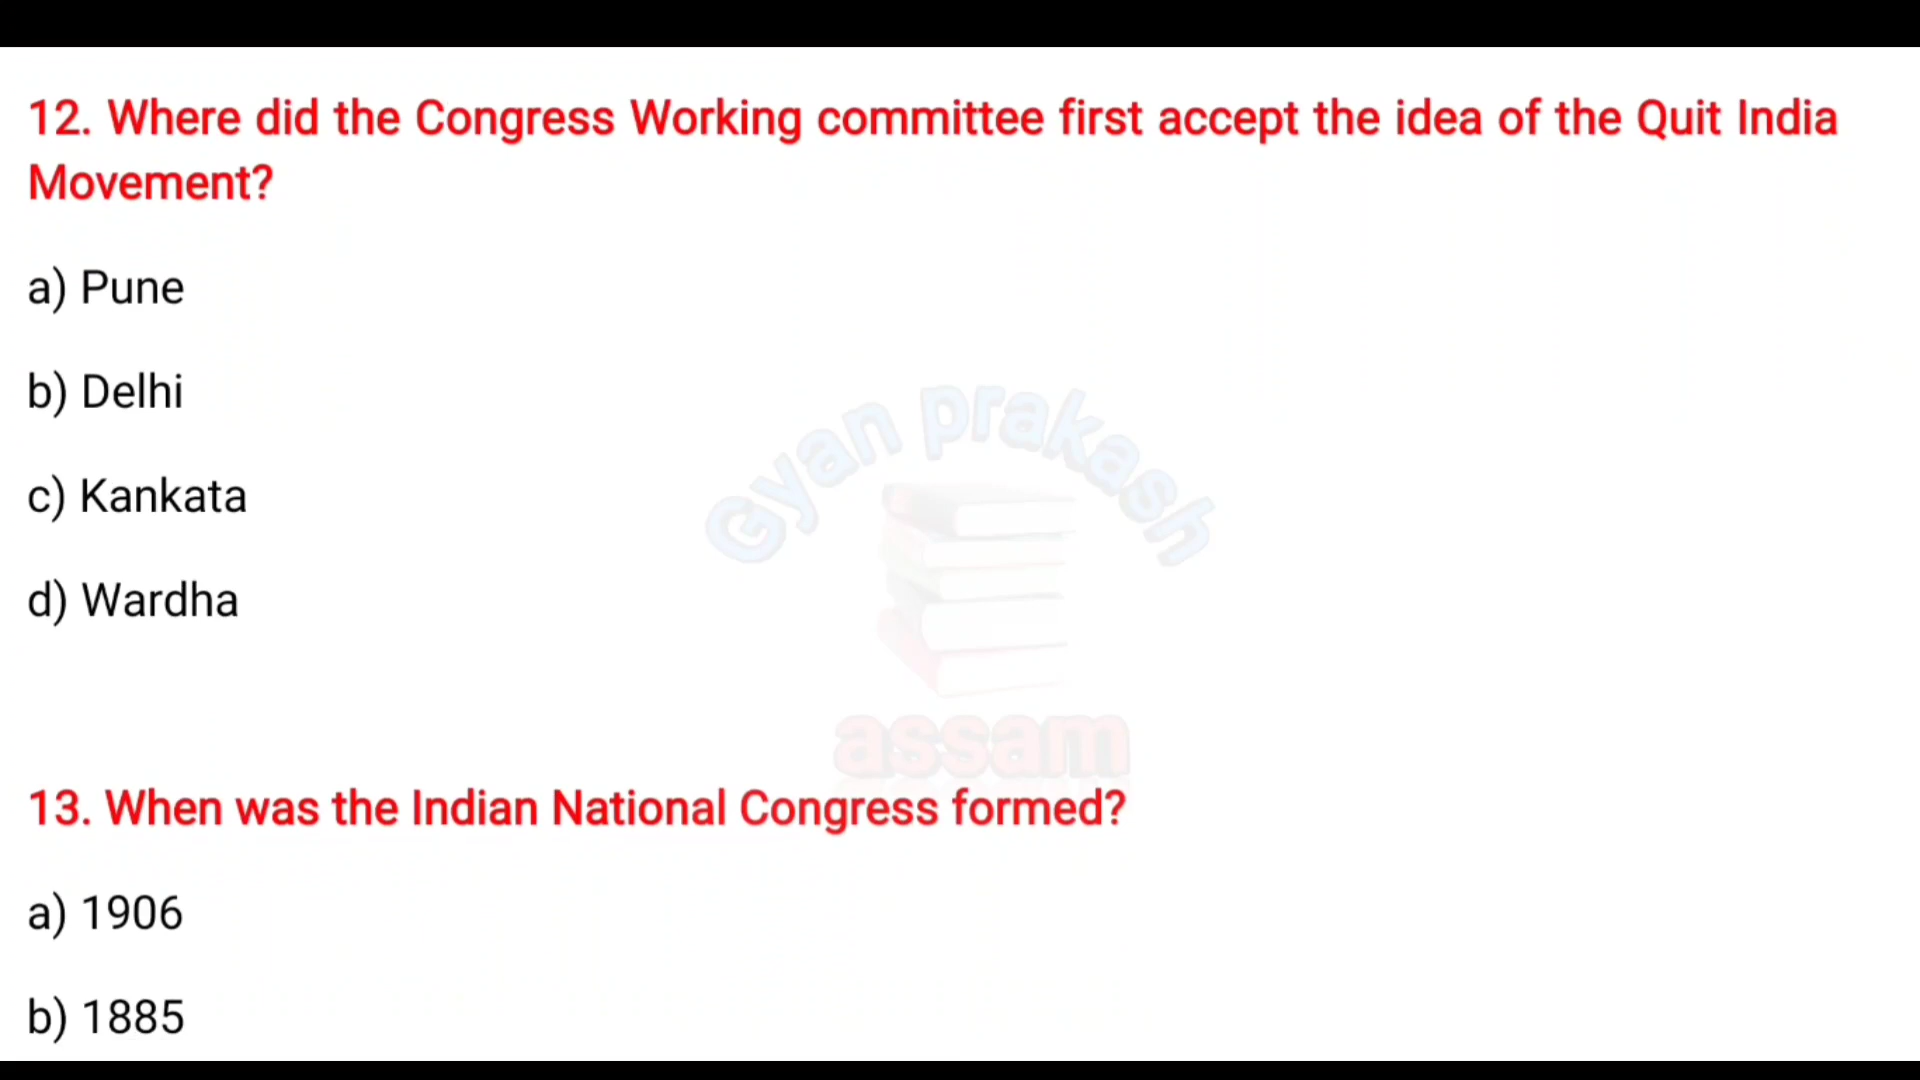 12. Where did the Congress Working committee first accept the idea of the Quit India
Movement?
a) Pune
b) Delhi
c) Kankata
d) Wardha
Gyan prakash
assam
13. When was the Indian National Congress formed?
a) 1906
b) 1885